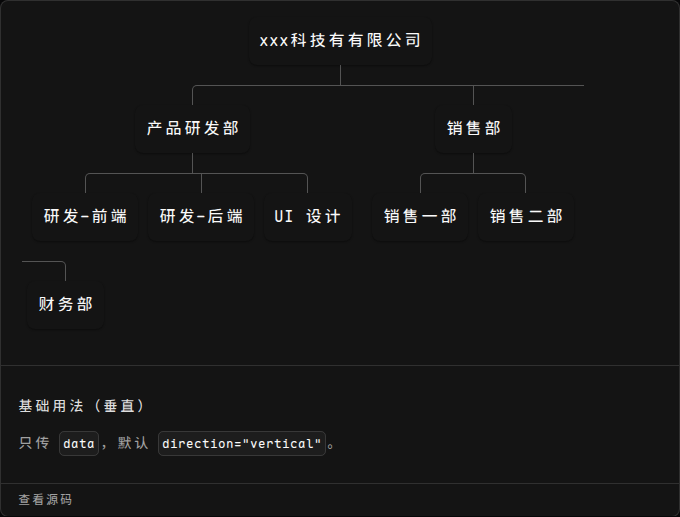 xxx科技有有限公司
产品研发部 销售部
研发-前端 研发-后端 UI 设计 销售一部 销售二部
财务部
基础用法（垂直）
只传 data，默认 direction="vertical"。
查看源码